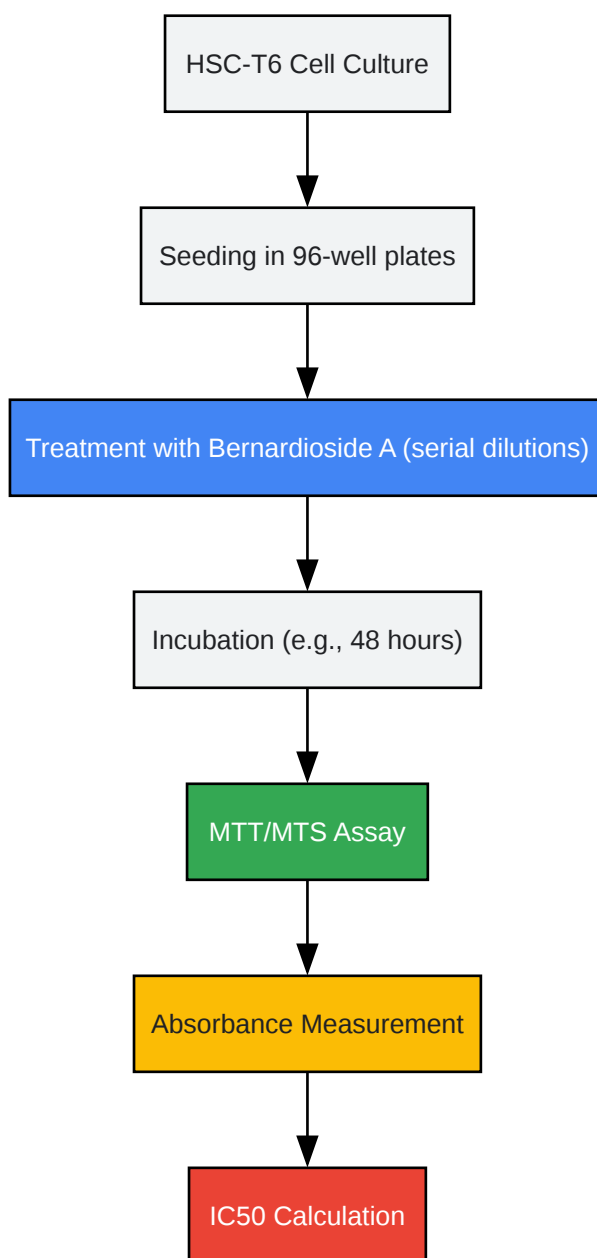 HSC-T6 Cell Culture
Seeding in 96-well plates
Treatment with Bernardioside A (serial dilutions)
Incubation (e.g., 48 hours)
MTT/MTS Assay
Absorbance Measurement
IC50 Calculation